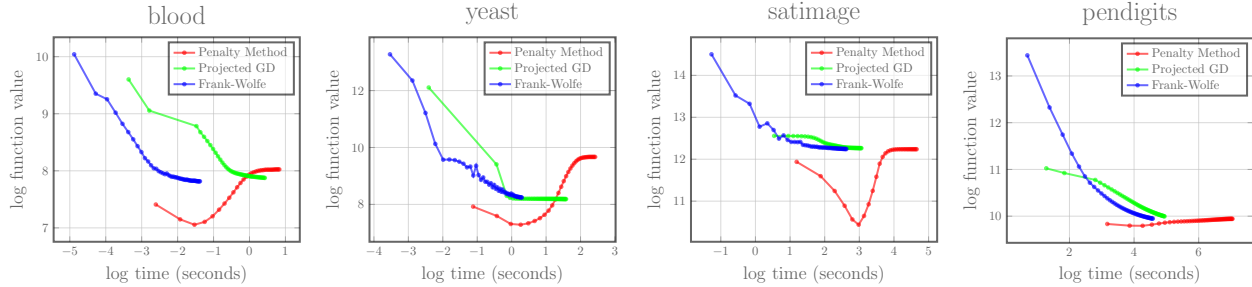 blood
yeast
satimage
pendigits
log function value
10
9
8
7
Penalty Method
Projected GD
Frank-Wolfe
−5 −4 −3 −2 −1 0 1
log time (seconds)
log function value
12
10
8
Penalty Method
Projected GD
Frank-Wolfe
−4 −3 −2 −1 0 1 2 3
log time (seconds)
log function value
14
13
12
11
Penalty Method
Projected GD
Frank-Wolfe
−1 0 1 2 3 4 5
log time (seconds)
log function value
13
12
11
10
Penalty Method
Projected GD
Frank-Wolfe
2 4 6
log time (seconds)